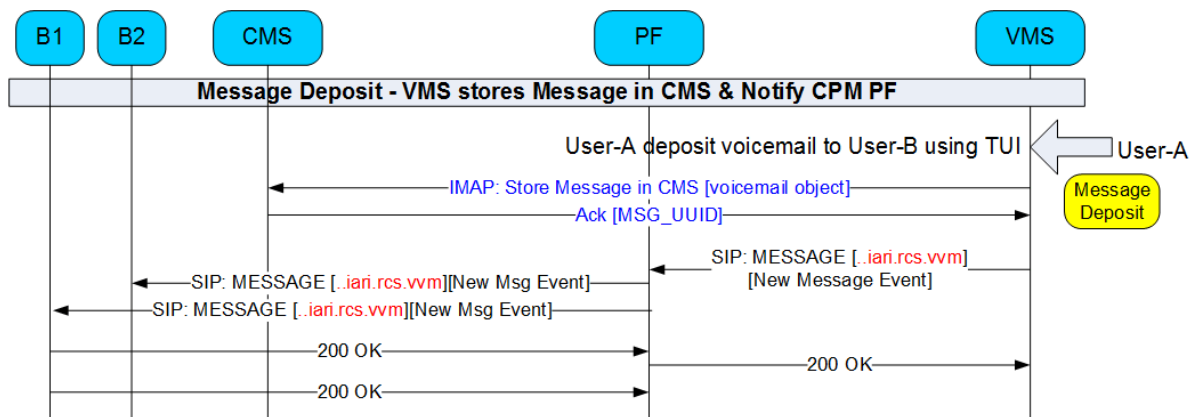 B1
B2
CMS
PF
VMS
Message Deposit - VMS stores Message in CMS & Notify CPM PF
User-A deposit voicemail to User-B using TUI
User-A
IMAP: Store Message in CMS [voicemail object]
Message
Deposit
Ack [MSG_UUID]
SIP: MESSAGE [..iari.rcs.vvm]
[New Message Event]
SIP: MESSAGE [..iari.rcs.vvm][New Msg Event]
SIP: MESSAGE [..iari.rcs.vvm][New Msg Event]
200 OK
200 OK
200 OK